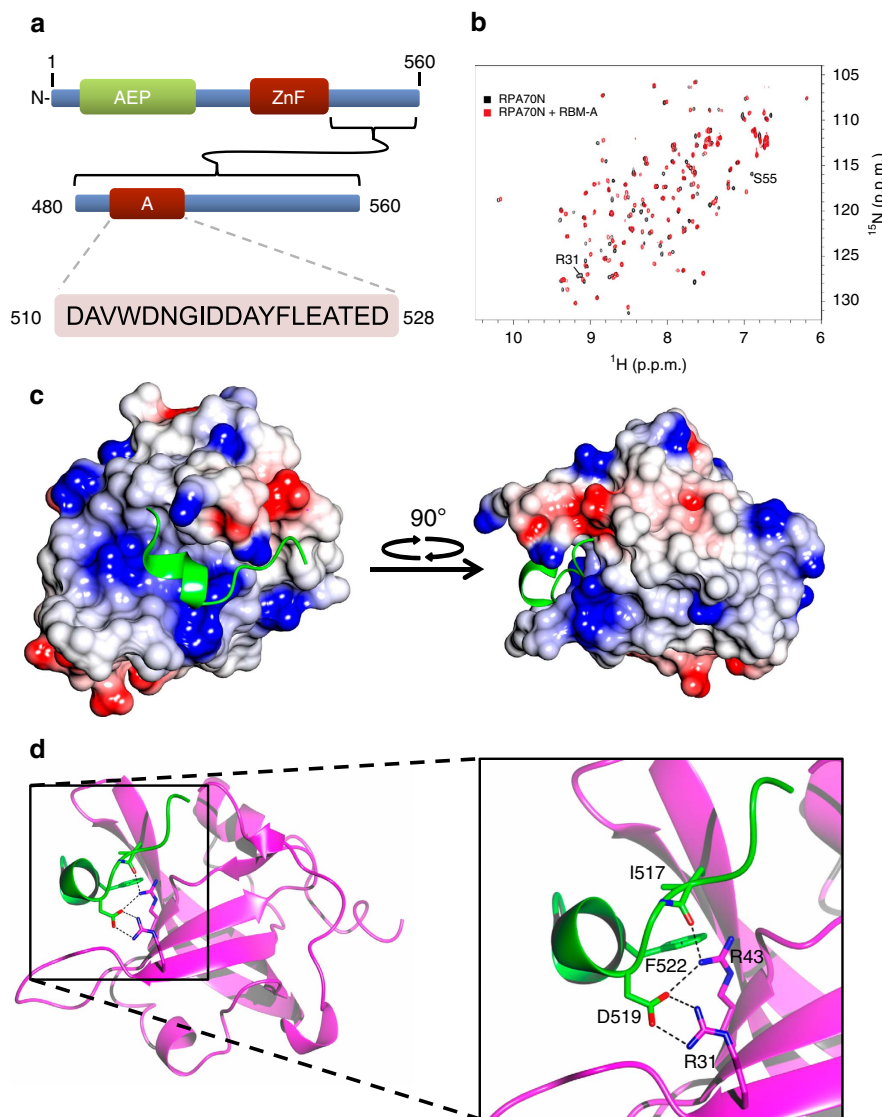 a
1
560
N-
AEP
ZnF
480
A
560
510
DAVWDNGIDDAYFLEATED
528
b
RPA70N
RPA70N + RBM-A
S55
R31
105
110
115
120
125
130
15N (p.p.m.)
10
9
8
7
6
1H (p.p.m.)
c
90°
d
I517
R43
F522
D519
R31